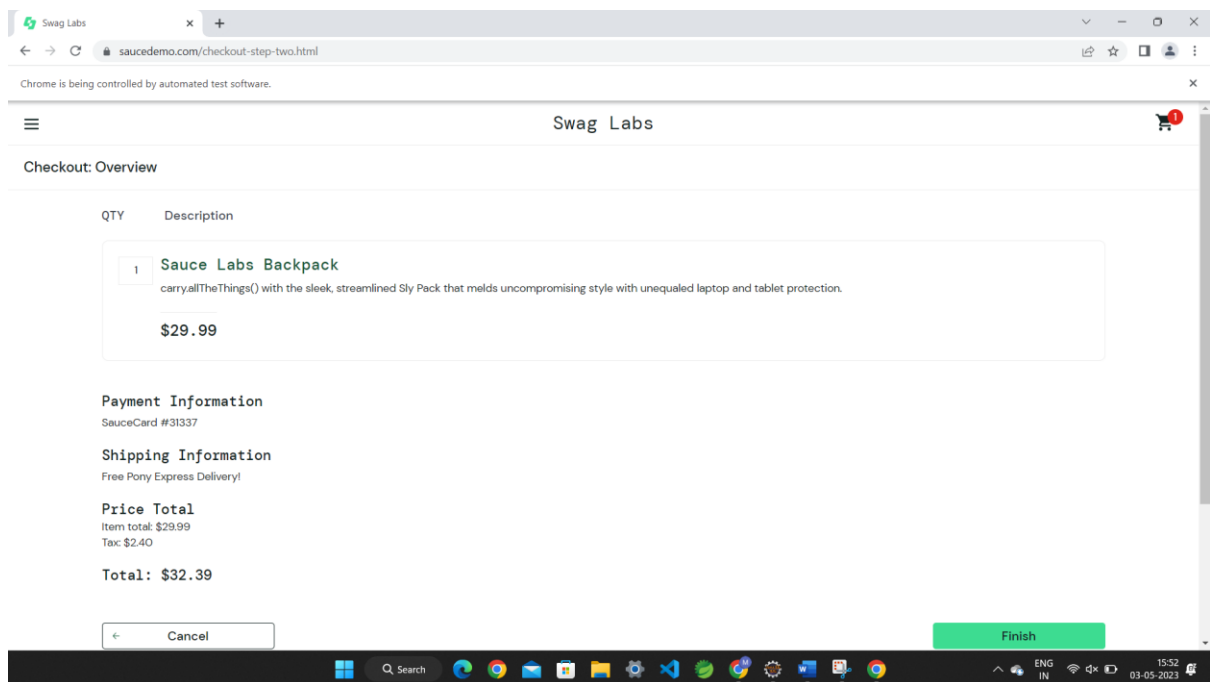 Swag Labs
saucedemo.com/checkout-step-two.html
Chrome is being controlled by automated test software.
Swag Labs
1
Checkout: Overview
QTY Description
1 Sauce Labs Backpack
carry.allTheThings() with the sleek, streamlined Sly Pack that melds uncompromising style with unequaled laptop and tablet protection.
$29.99
Payment Information
SauceCard #31337
Shipping Information
Free Pony Express Delivery!
Price Total
Item total: $29.99
Tax: $2.40
Total: $32.39
Cancel Finish
Search
ENG
IN
15:52
03-05-2023